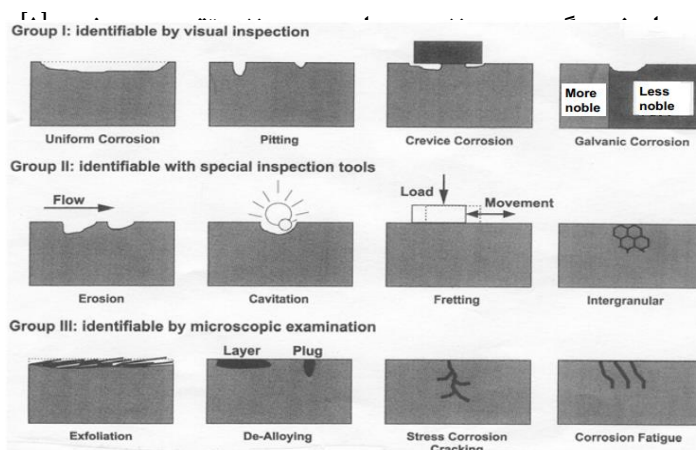 [8]
Group I: identifiable by visual inspection
More noble
Less noble
Uniform Corrosion
Pitting
Crevice Corrosion
Galvanic Corrosion
Group II: identifiable with special inspection tools
Flow
Load
Movement
Erosion
Cavitation
Fretting
Intergranular
Group III: identifiable by microscopic examination
Layer
Plug
Exfoliation
De-Alloying
Stress Corrosion
Cracking
Corrosion Fatigue